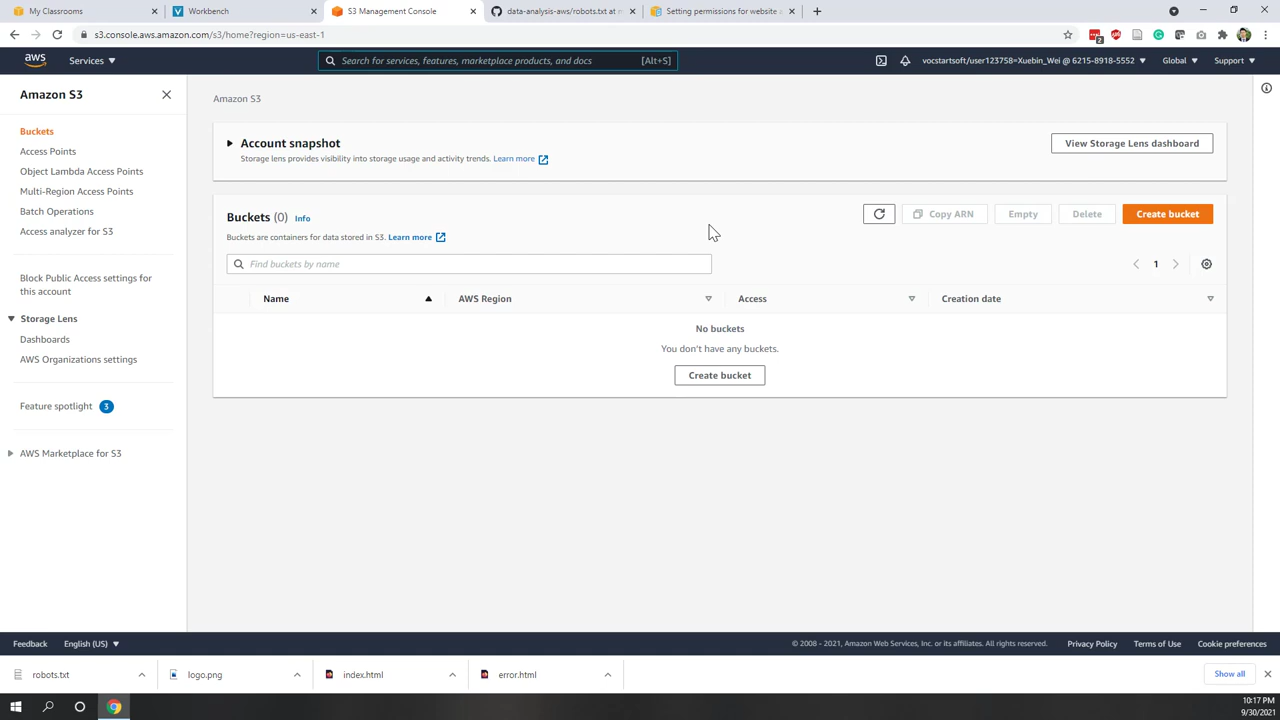 My Classrooms
Workbench
S3 Management Console
data-analysis-aws/robots.txt at m
Setting permissions for website a
s3.console.aws.amazon.com/s3/home?region=us-east-1
2
aws
Services
Search for services, features, marketplace products, and docs
[Alt+S]
vocstartsoft/user123758=Xuebin_Wei @ 6215-8918-5552
Global
Support
Amazon S3
Buckets
Access Points
Object Lambda Access Points
Multi-Region Access Points
Batch Operations
Access analyzer for S3
Block Public Access settings for
this account
Storage Lens
Dashboards
AWS Organizations settings
Feature spotlight
3
AWS Marketplace for S3
Amazon S3
Account snapshot
Storage lens provides visibility into storage usage and activity trends. Learn more
View Storage Lens dashboard
Buckets (0) Info
Buckets are containers for data stored in S3. Learn more
Copy ARN
Empty
Delete
Create bucket
Find buckets by name
1
Name
AWS Region
Access
Creation date
No buckets
You don't have any buckets.
Create bucket
Feedback
English (US)
© 2008 - 2021, Amazon Web Services, Inc. or its affiliates. All rights reserved.
Privacy Policy
Terms of Use
Cookie preferences
robots.txt
logo.png
index.html
error.html
Show all
10:17 PM
9/30/2021